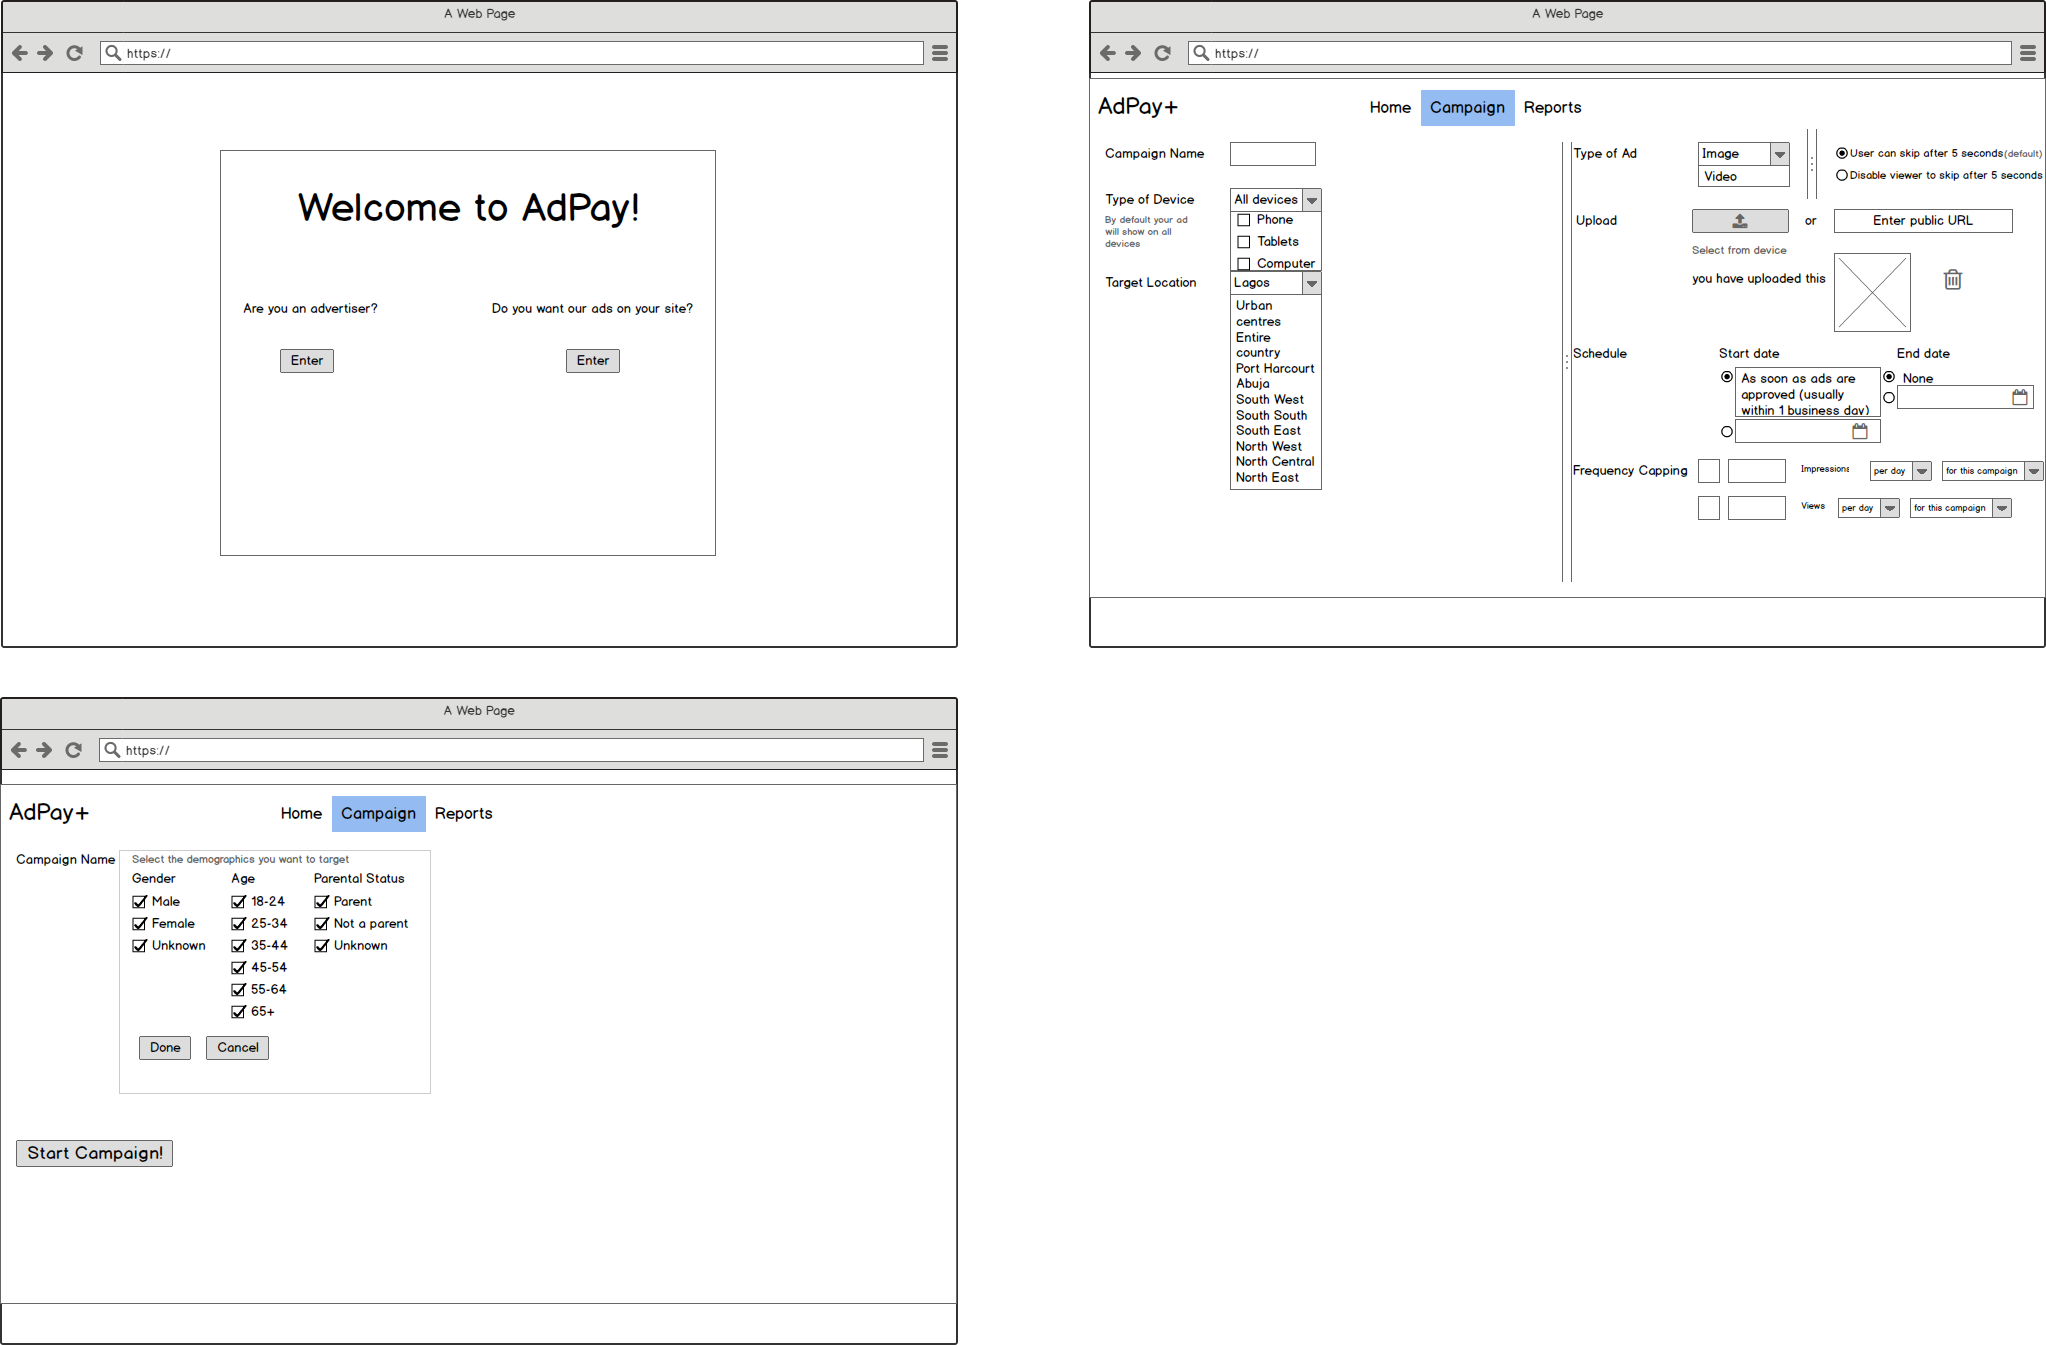 A Web Page
https://
Welcome to AdPay!
Are you an advertiser?
Do you want our ads on your site?
Enter
Enter
A Web Page
https://
AdPay+
Home
Campaign
Reports
Campaign Name
Type of Device
By default your ad
will show on all
devices
All devices
Phone
Tablets
Computer
Target Location
Lagos
Urban
centres
Entire
country
Port Harcourt
Abuja
South West
South South
South East
North West
North Central
North East
Type of Ad
Image
Video
User can skip after 5 seconds(default)
Disable viewer to skip after 5 seconds
Upload
or
Enter public URL
Select from device
you have uploaded this
Schedule
Start date
End date
As soon as ads are
approved (usually
within 1 business day)
None
Frequency Capping
Impressions
per day
for this campaign
Views
per day
for this campaign
A Web Page
https://
AdPay+
Home
Campaign
Reports
Campaign Name
Select the demographics you want to target
Gender
Age
Parental Status
Male
18-24
Parent
Female
25-34
Not a parent
Unknown
35-44
Unknown
45-54
55-64
65+
Done
Cancel
Start Campaign!